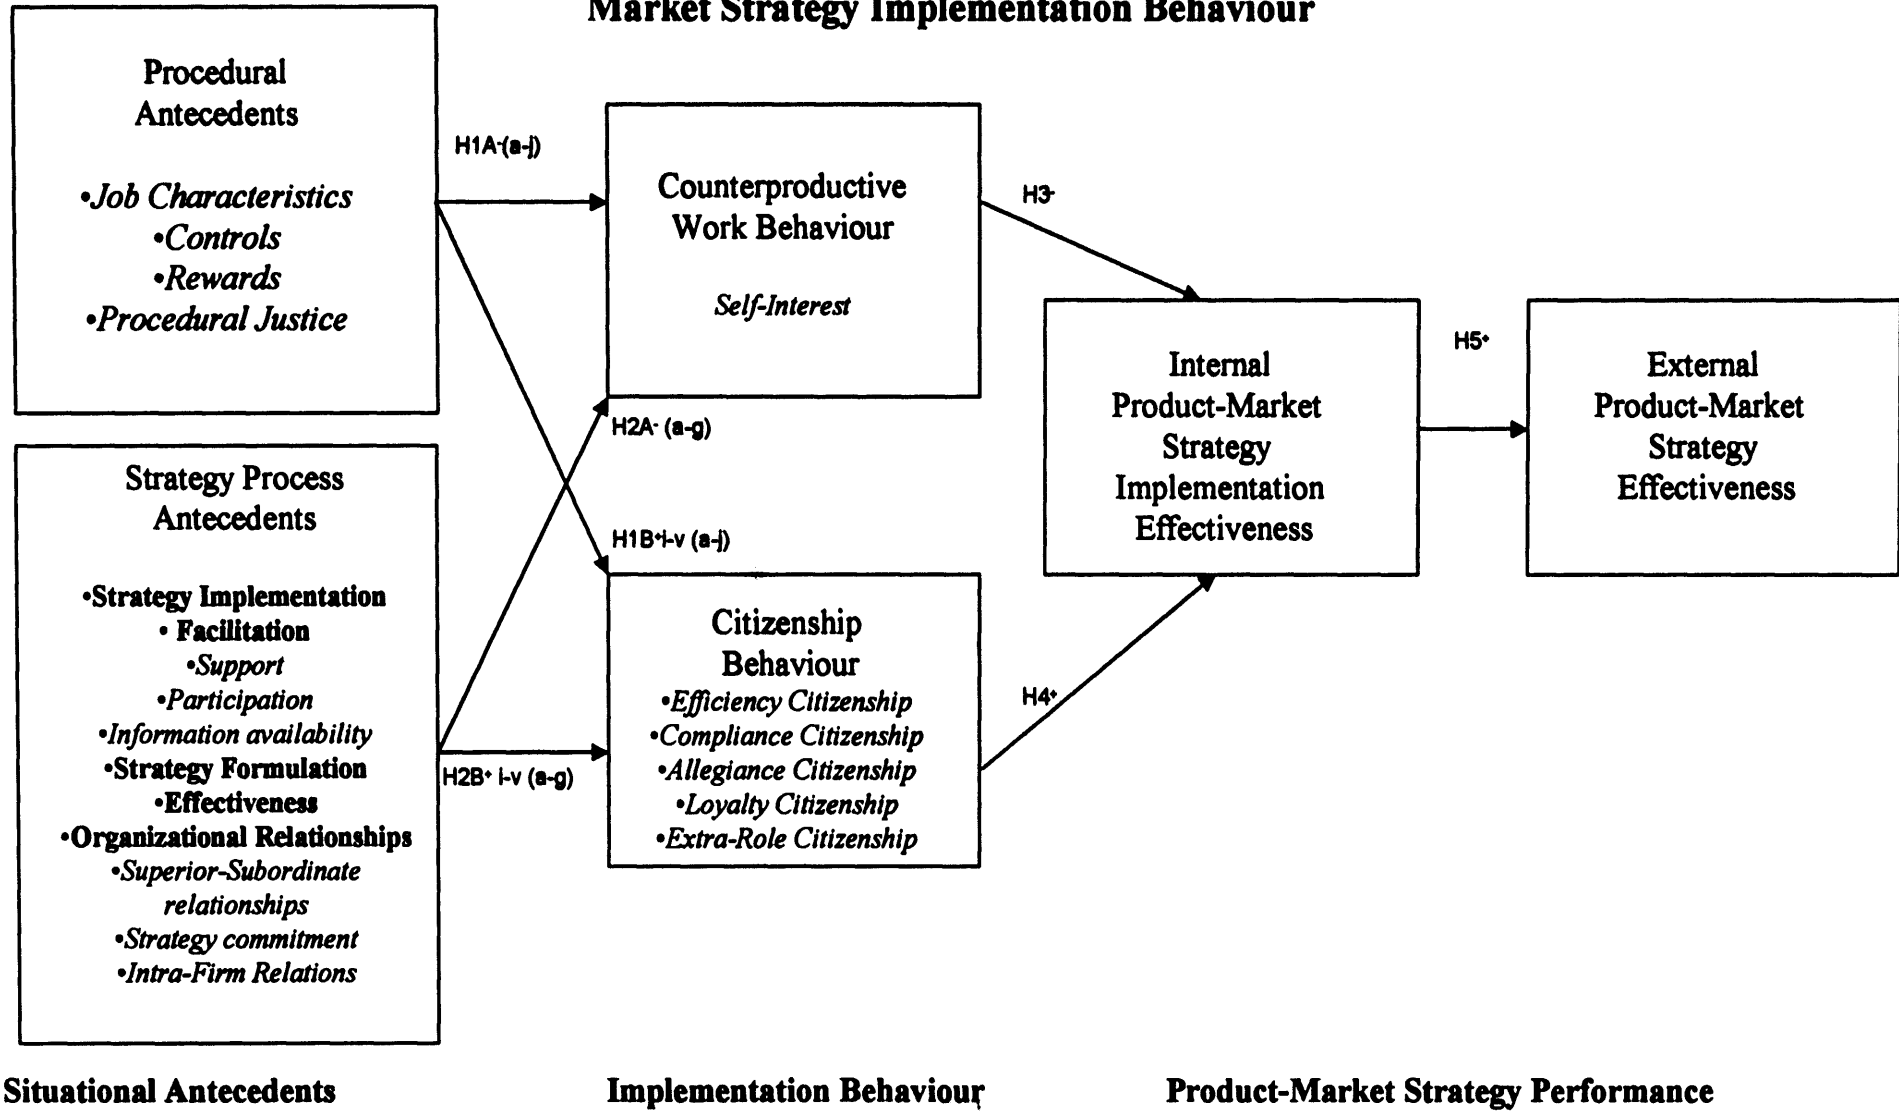 Market Strategy Implementation Behaviour
Procedural
Antecedents
•Job Characteristics
•Controls
•Rewards
•Procedural Justice
H1A-(a-j)
Counterproductive
Work Behaviour
Self-Interest
H3-
Internal
Product-Market
Strategy
Implementation
Effectiveness
H5+
External
Product-Market
Strategy
Effectiveness
H2A- (a-g)
Strategy Process
Antecedents
•Strategy Implementation
• Facilitation
•Support
•Participation
•Information availability
•Strategy Formulation
•Effectiveness
•Organizational Relationships
•Superior-Subordinate
relationships
•Strategy commitment
•Intra-Firm Relations
H1B+i-v (a-j)
H2B+ i-v (a-g)
Citizenship
Behaviour
•Efficiency Citizenship
•Compliance Citizenship
•Allegiance Citizenship
•Loyalty Citizenship
•Extra-Role Citizenship
H4+
Situational Antecedents
Implementation Behaviour
Product-Market Strategy Performance